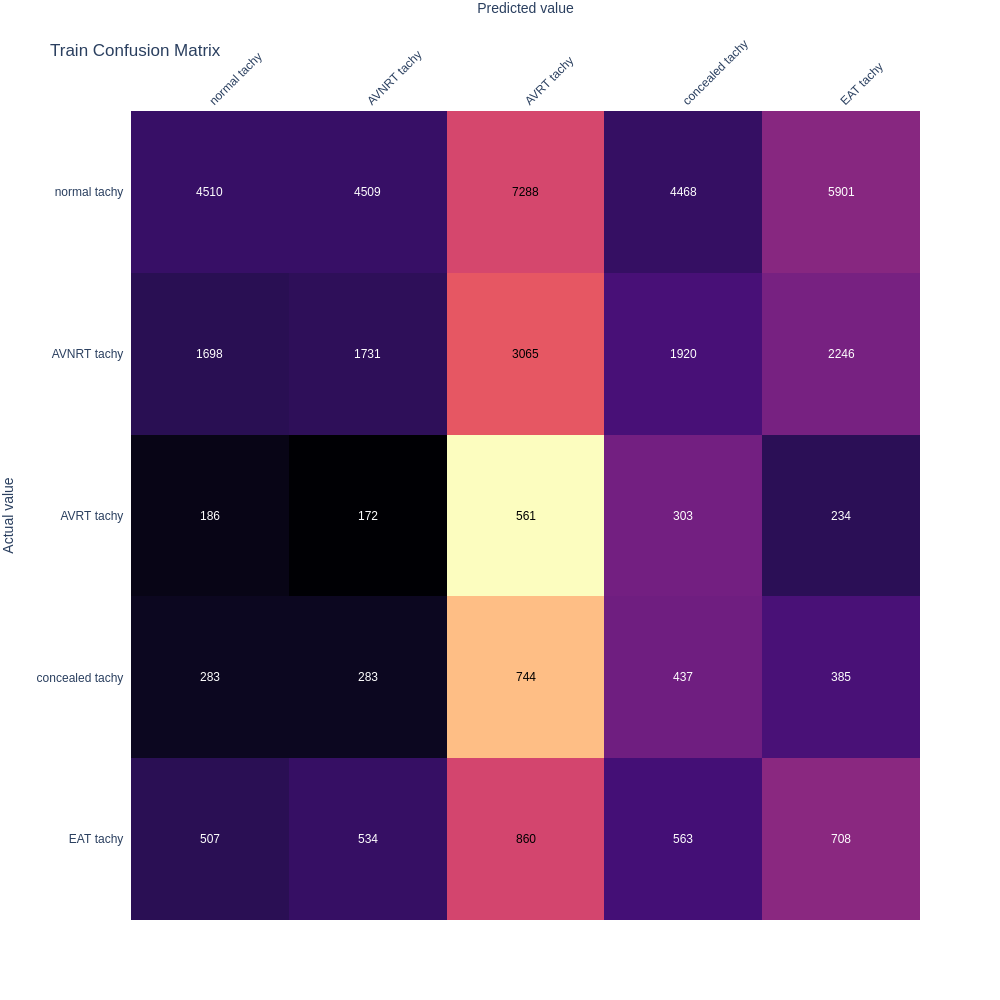 Predicted value
Train Confusion Matrix
normal tachy AVNRT tachy AVRT tachy concealed tachy EAT tachy
normal tachy 4510 4509 7288 4468 5901
AVNRT tachy 1698 1731 3065 1920 2246
Actual value
AVRT tachy 186 172 561 303 234
concealed tachy 283 283 744 437 385
EAT tachy 507 534 860 563 708